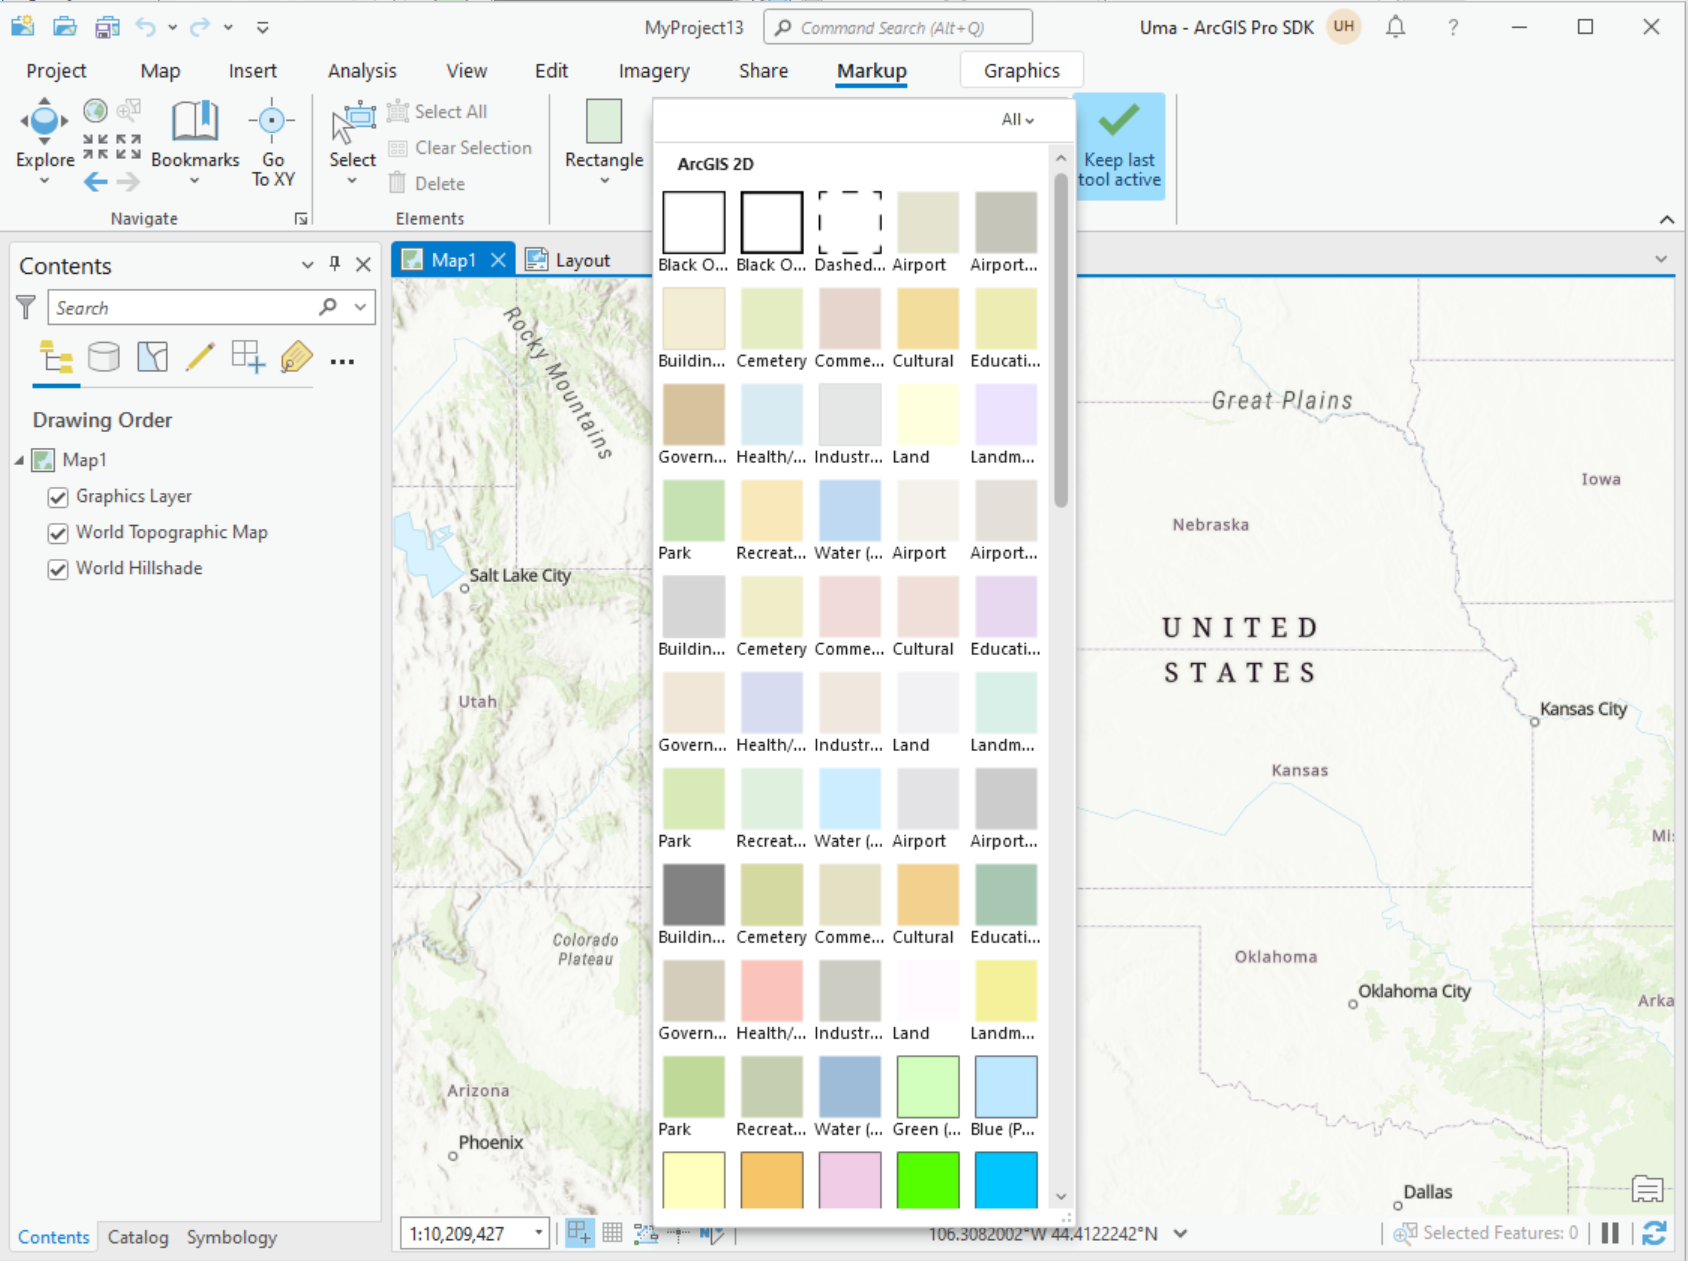 MyProject13
Command Search (Alt+Q)
Uma - ArcGIS Pro SDK
UH
?
Project
Map
Insert
Analysis
View
Edit
Imagery
Share
Markup
Graphics
Explore
Bookmarks
Go
To XY
Navigate
Select
Select All
Clear Selection
Delete
Elements
Rectangle
Keep last
tool active
All
ArcGIS 2D
Black O... Black O... Dashed... Airport Airport...
Buildin... Cemetery Comme... Cultural Educati...
Govern... Health/... Industr... Land Landm...
Park Recreat... Water (... Airport Airport...
Buildin... Cemetery Comme... Cultural Educati...
Govern... Health/... Industr... Land Landm...
Park Recreat... Water (... Airport Airport...
Buildin... Cemetery Comme... Cultural Educati...
Govern... Health/... Industr... Land Landm...
Park Recreat... Water (... Green (... Blue (P...
Contents
Search
Drawing Order
Map1
Graphics Layer
World Topographic Map
World Hillshade
Contents
Catalog
Symbology
Map1
Layout
Rocky Mountains
Great Plains
Iowa
Nebraska
Salt Lake City
UNITED
STATES
Utah
Kansas City
Kansas
Colorado
Plateau
Oklahoma
Oklahoma City
Arizona
Phoenix
Dallas
Mi
Arka
1:10,209,427
106.3082002°W 44.4122242°N
Selected Features: 0